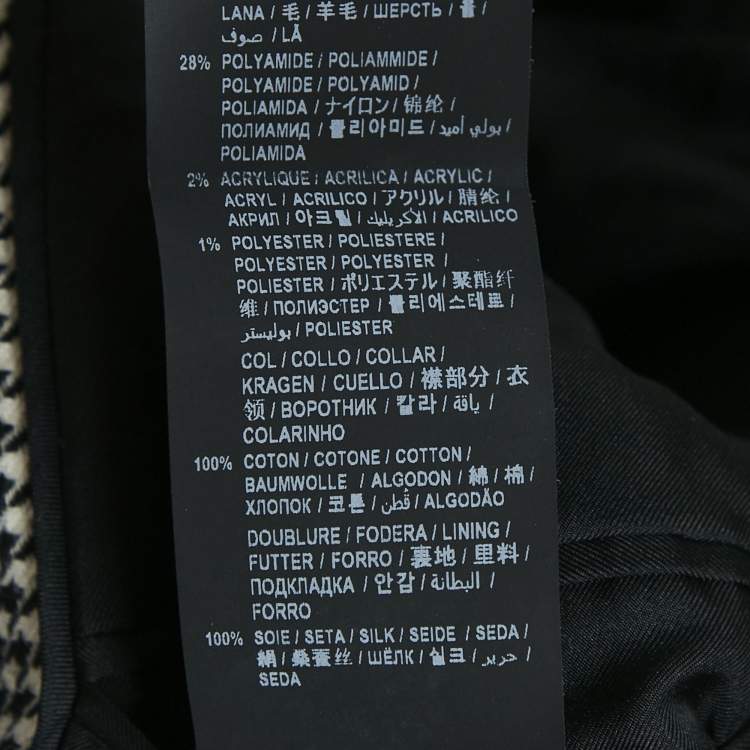 LANA / 毛 / 羊毛 / ШЕРСТЬ / 울 /
صوف / LÃ
28% POLYAMIDE / POLIAMMIDE /
POLYAMIDE / POLYAMID /
POLIAMIDA / ナイロン / 锦纶 /
ПОЛИАМИД / 폴리아미드 / بولي أميد /
POLIAMIDA
2% ACRYLIQUE / ACRILICA / ACRYLIC /
ACRYL / ACRILICO / アクリル / 腈纶 /
АКРИЛ / 아크릴 / الأكريليك / ACRILICO
1% POLYESTER / POLIESTERE /
POLYESTER / POLYESTER /
POLIESTER / ポリエステル / 聚酯纤
维 / ПОЛИЭСТЕР / 폴리에스테르 /
بوليستر / POLIESTER
COL / COLLO / COLLAR /
KRAGEN / CUELLO / 襟部分 / 衣
领 / ВОРОТНИК / 칼라 / ياقة /
COLARINHO
100% COTON / COTONE / COTTON /
BAUMWOLLE / ALGODON / 綿 / 棉 /
ХЛОПОК / 코튼 / قُطن / ALGODÃO
DOUBLURE / FODERA / LINING /
FUTTER / FORRO / 裏地 / 里料 /
ПОДКЛАДКА / 안감 / البطانة /
FORRO
100% SOIE / SETA / SILK / SEIDE / SEDA /
絹 / 桑蚕丝 / ШЁЛК / 실크 / حرير /
SEDA